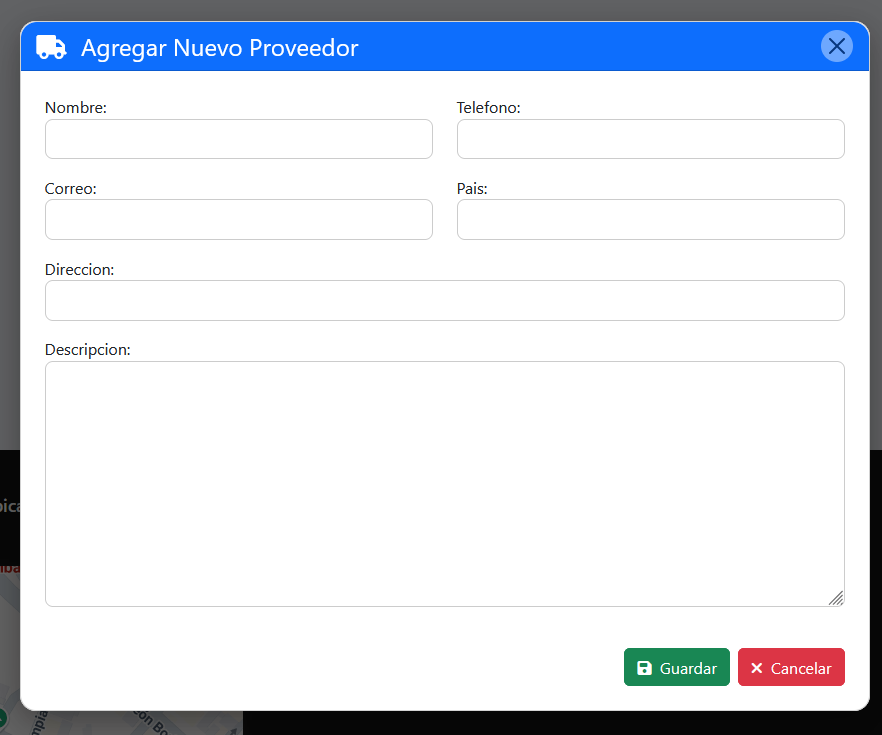 Agregar Nuevo Proveedor
Nombre: Telefono:
Correo: Pais:
Direccion:
Descripcion:
Guardar Cancelar